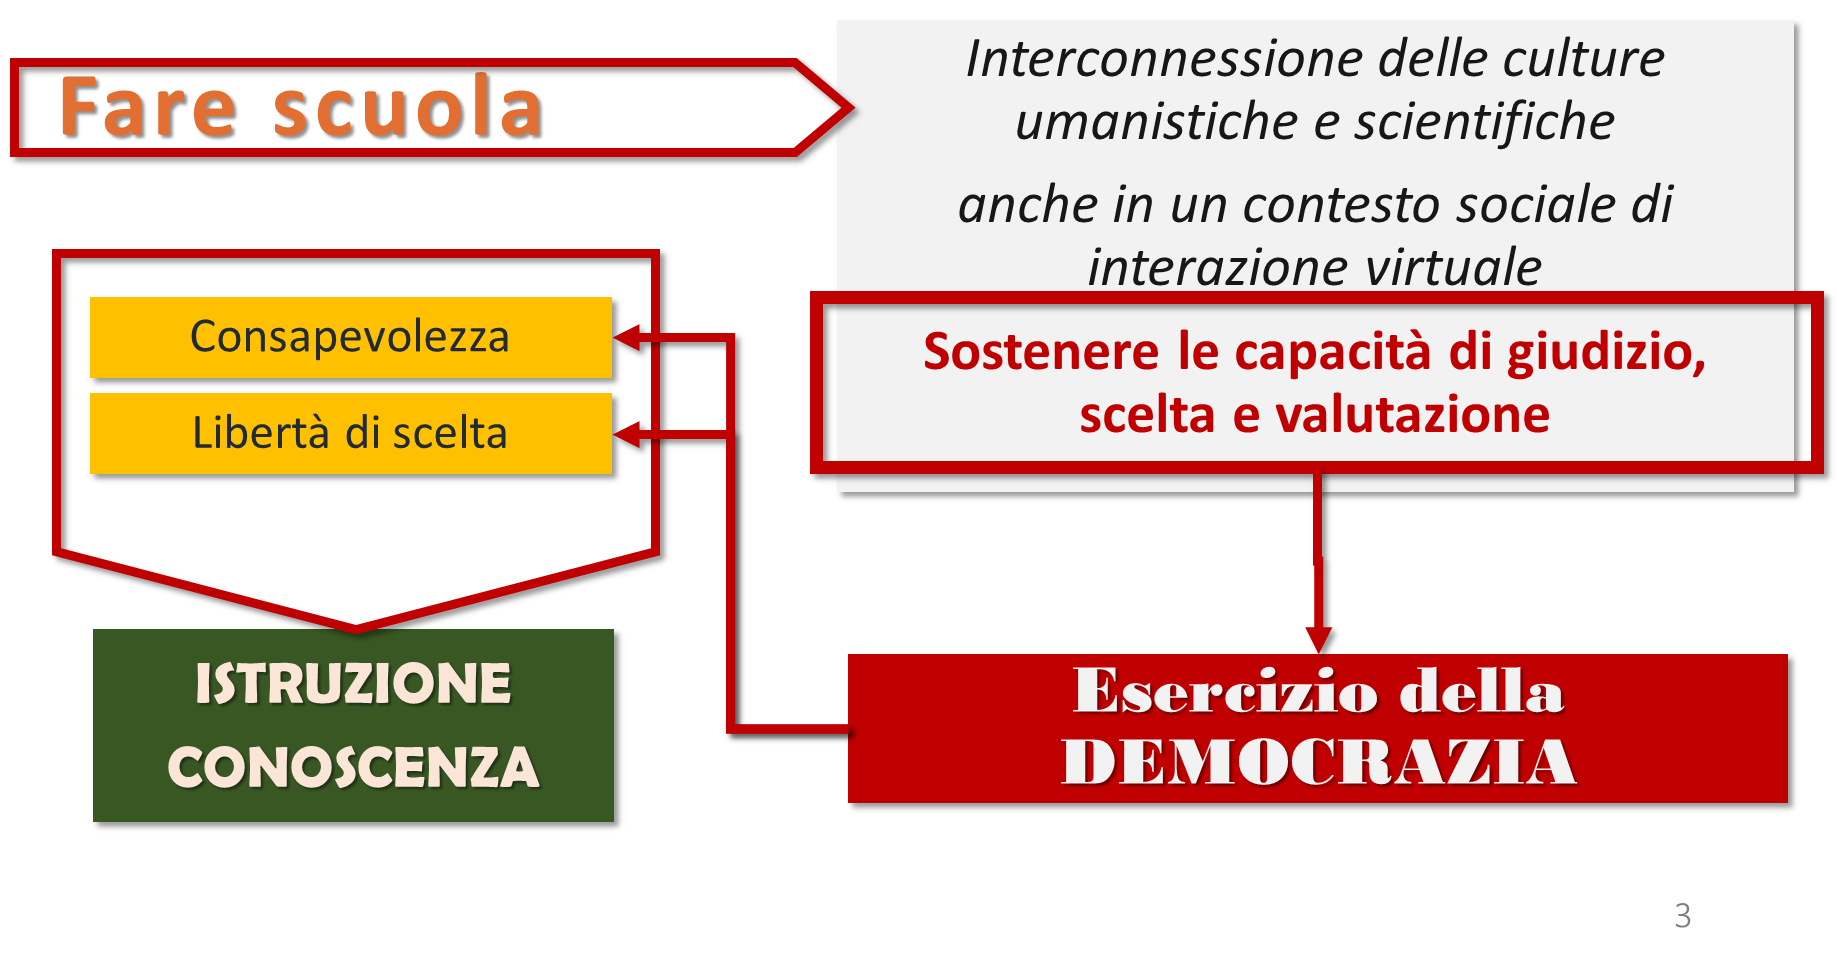 Fare scuola
Interconnessione delle culture
umanistiche e scientifiche
anche in un contesto sociale di
interazione virtuale
Sostenere le capacità di giudizio,
scelta e valutazione
Consapevolezza
Libertà di scelta
ISTRUZIONE
CONOSCENZA
Esercizio della
DEMOCRAZIA
3